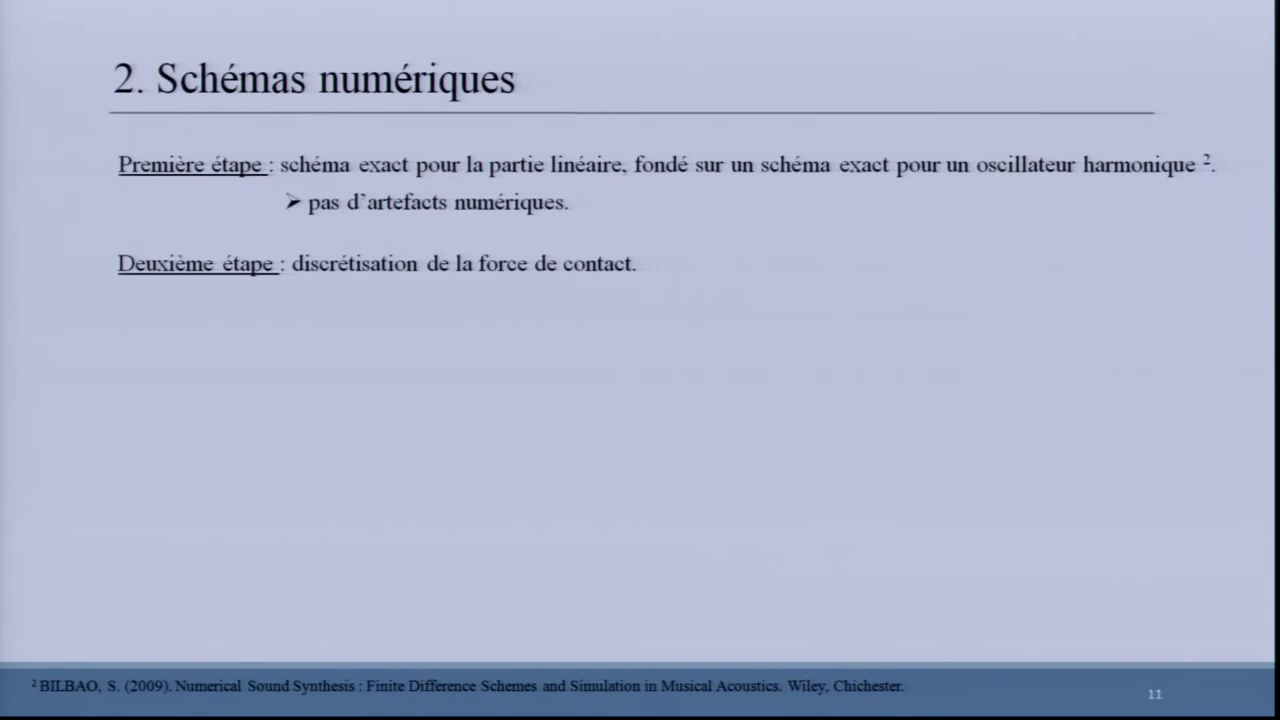 2. Schémas numériques
Première étape : schéma exact pour la partie linéaire, fondé sur un schéma exact pour un oscillateur harmonique ².
➢ pas d'artefacts numériques.
Deuxième étape : discrétisation de la force de contact.
² BILBAO, S. (2009). Numerical Sound Synthesis : Finite Difference Schemes and Simulation in Musical Acoustics. Wiley, Chichester.
11